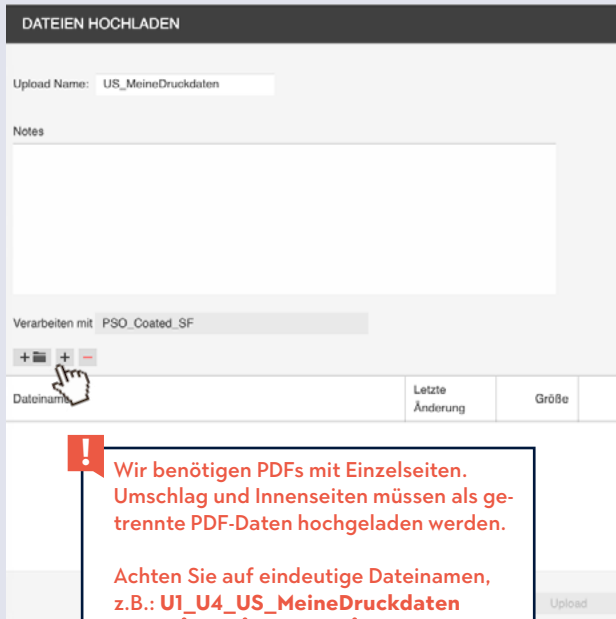 DATEIEN HOCHLADEN
Upload Name: US_MeineDruckdaten
Notes
Verarbeiten mit PSO_Coated_SF
Dateiname
Letzte
Änderung
Größe
!
Wir benötigen PDFs mit Einzelseiten.
Umschlag und Innenseiten müssen als ge-
trennte PDF-Daten hochgeladen werden.
Achten Sie auf eindeutige Dateinamen,
z.B.: U1_U4_US_MeineDruckdaten
Upload